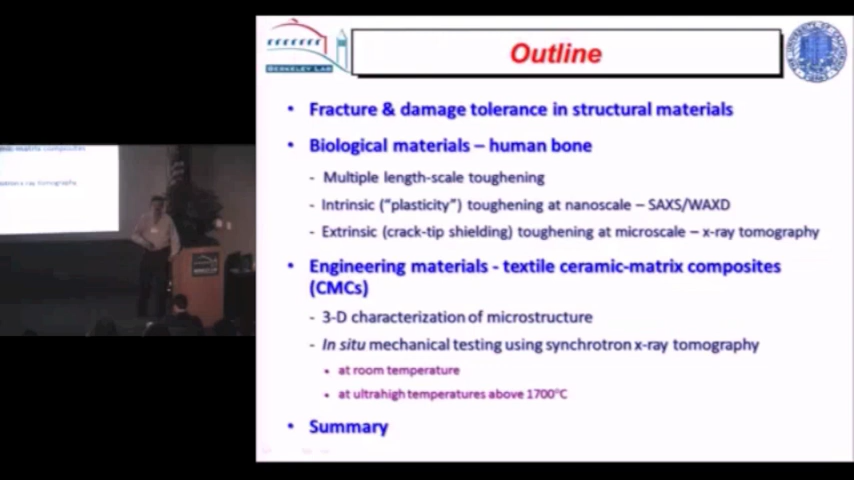 Outline
BERKELEY LAB
• Fracture & damage tolerance in structural materials
• Biological materials – human bone
- Multiple length-scale toughening
- Intrinsic ("plasticity") toughening at nanoscale – SAXS/WAXD
- Extrinsic (crack-tip shielding) toughening at microscale – x-ray tomography
• Engineering materials - textile ceramic-matrix composites
(CMCs)
- 3-D characterization of microstructure
- In situ mechanical testing using synchrotron x-ray tomography
• at room temperature
• at ultrahigh temperatures above 1700°C
• Summary